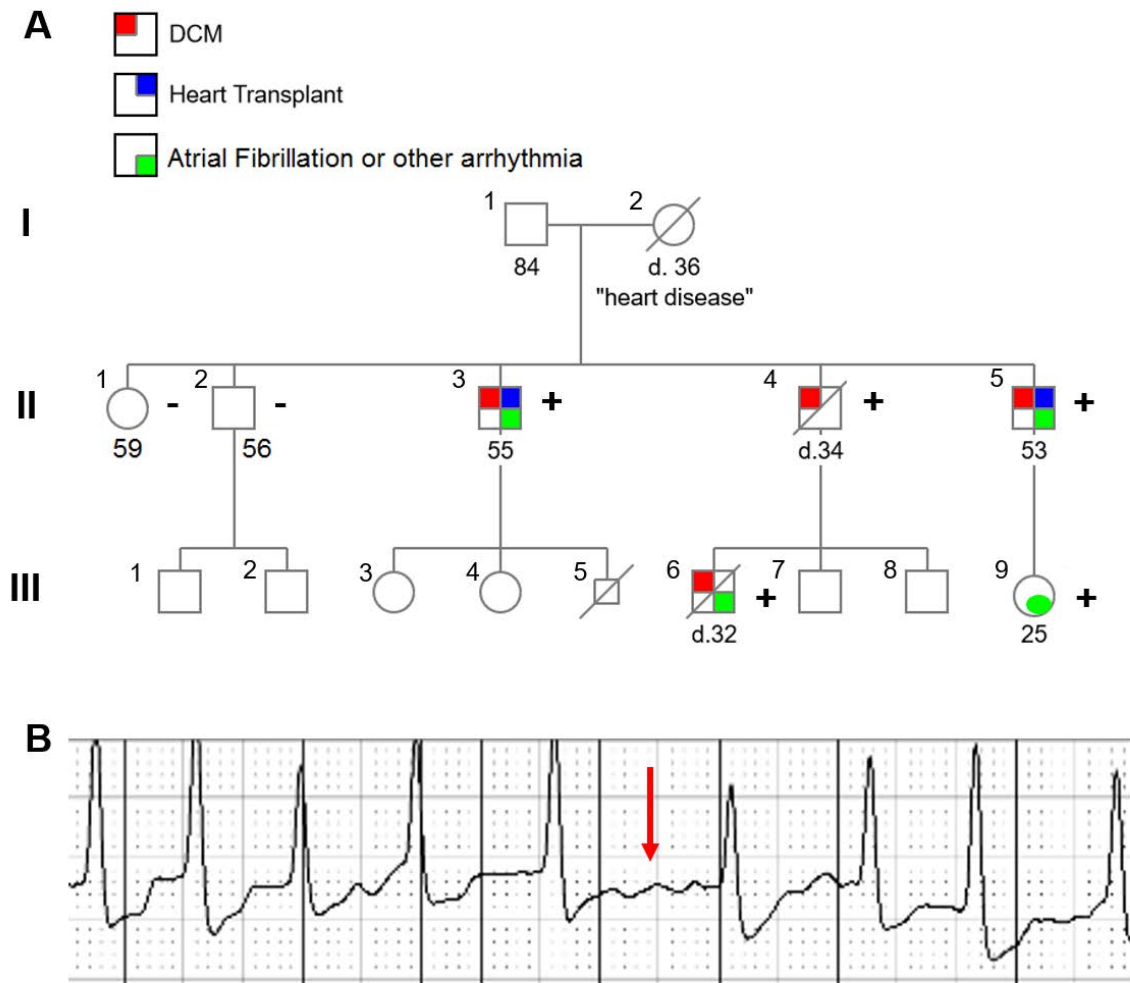 A
DCM
Heart Transplant
Atrial Fibrillation or other arrhythmia
I
1 2
84 d. 36
"heart disease"
II
1 2 3 4 5
- - + + +
59 56 55 d.34 53
III
1 2 3 4 5 6 7 8 9
+ +
d.32 25
B